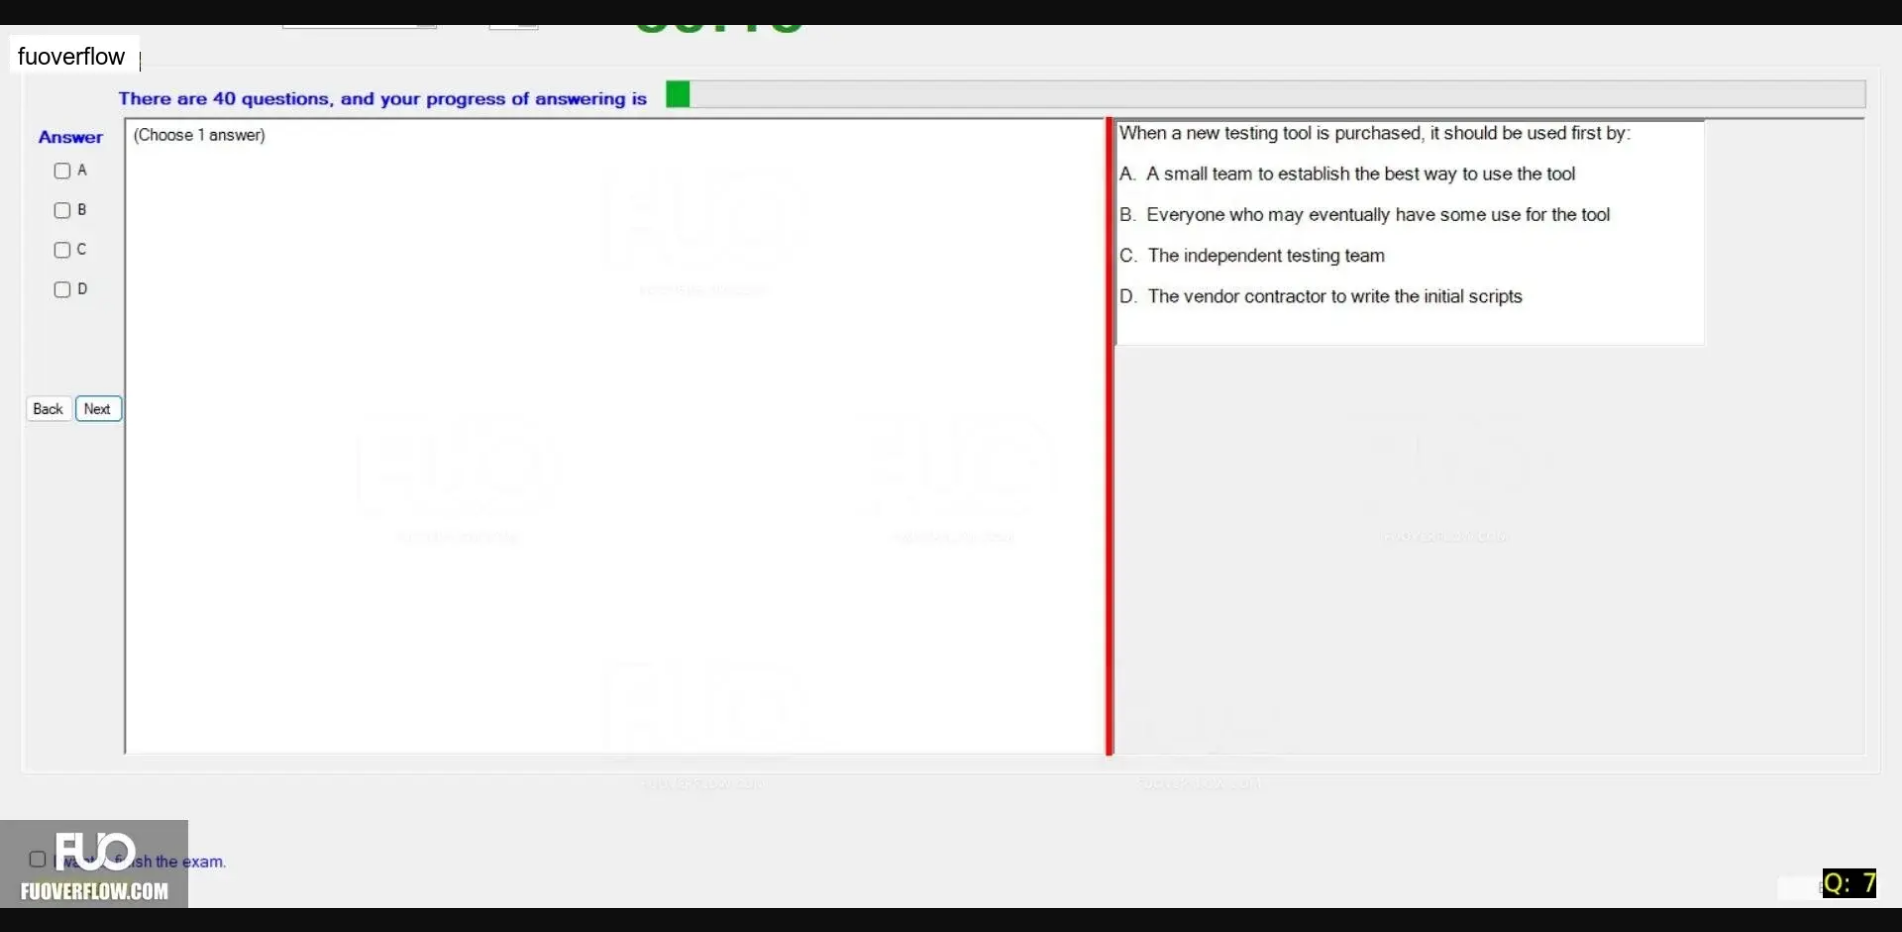 fuoverflow
There are 40 questions, and your progress of answering is
Answer
(Choose 1 answer)
A
B
C
D
Back
Next
When a new testing tool is purchased, it should be used first by:
A. A small team to establish the best way to use the tool
B. Everyone who may eventually have some use for the tool
C. The independent testing team
D. The vendor contractor to write the initial scripts
the exam.
FUO
FUOVERFLOW.COM
Q: 7